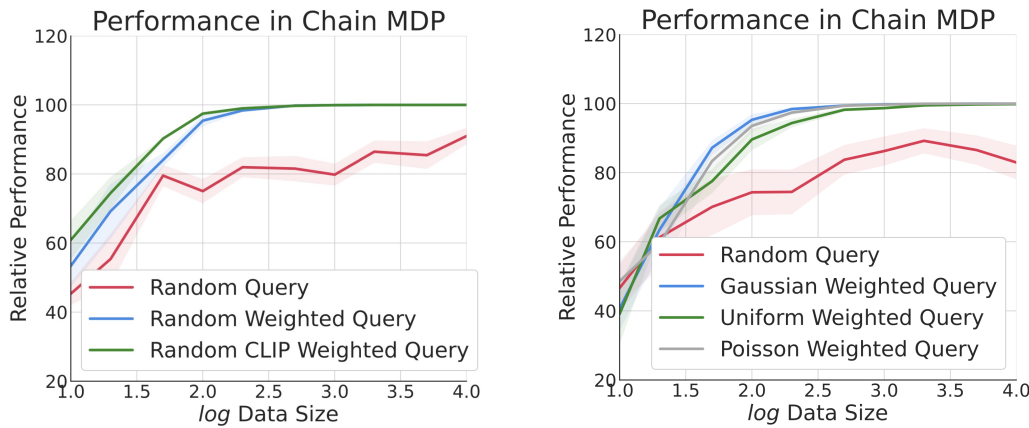 Performance in Chain MDP
120
100
80
60
40
20
Relative Performance
Random Query
Random Weighted Query
Random CLIP Weighted Query
1.0 1.5 2.0 2.5 3.0 3.5 4.0
log Data Size
Performance in Chain MDP
120
100
80
60
40
20
Relative Performance
Random Query
Gaussian Weighted Query
Uniform Weighted Query
Poisson Weighted Query
1.0 1.5 2.0 2.5 3.0 3.5 4.0
log Data Size